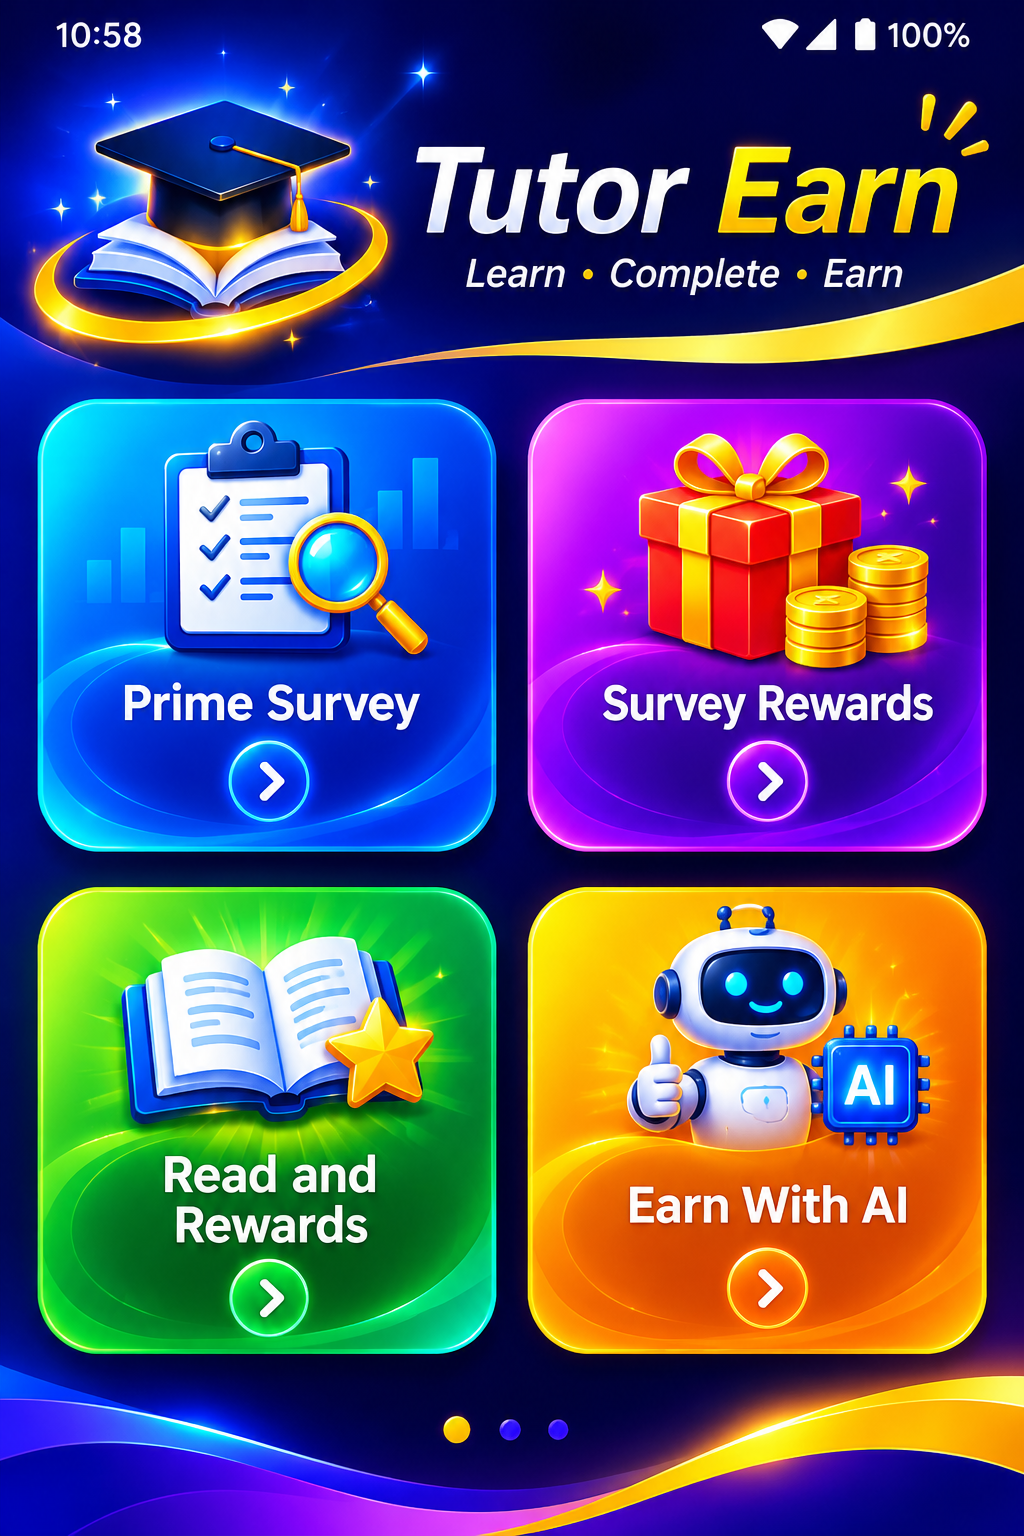 10:58
100%
Tutor Earn
Learn • Complete • Earn
Prime Survey
Survey Rewards
Read and
Rewards
AI
Earn With AI